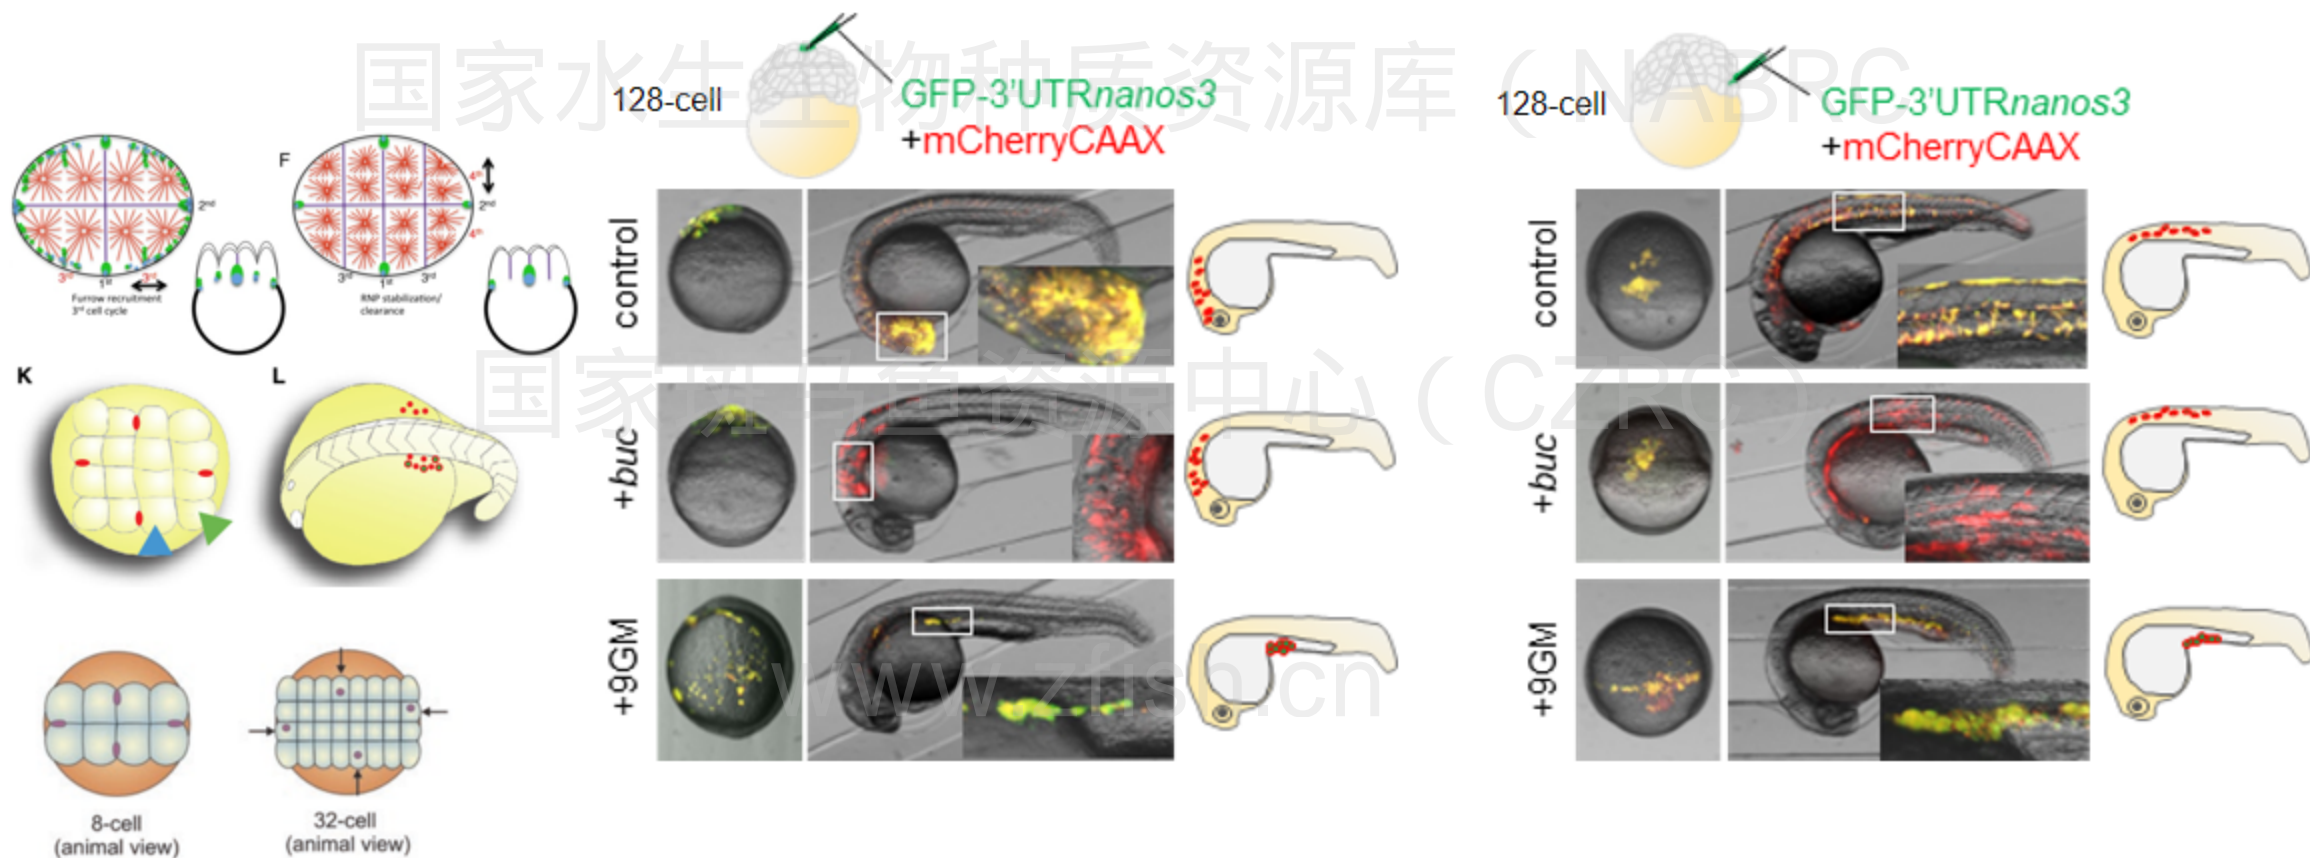 国家水生生物种质资源库（NABRC
国家斑马鱼资源中心（CZRC）
www.zfish.cn
F
4th
2nd
4th
3rd
1st
3rd
2nd
3rd
1st
3rd
Furrow recruitment
3rd cell cycle
RNP stabilization/
clearance
K
L
8-cell
(animal view)
32-cell
(animal view)
128-cell
GFP-3'UTRnanos3
+mCherryCAAX
control
+buc
+9GM
128-cell
GFP-3'UTRnanos3
+mCherryCAAX
control
+buc
+9GM